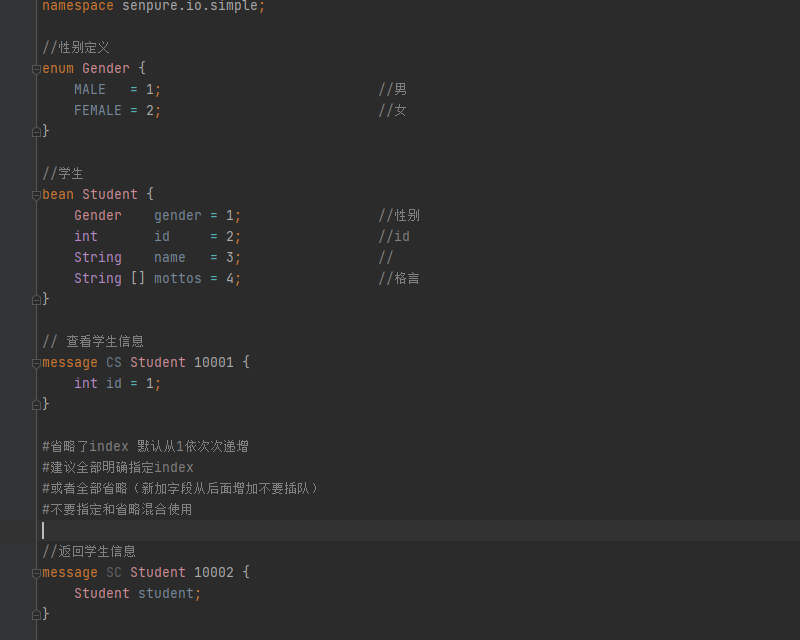 namespace senpure.io.simple;
//性别定义
enum Gender {
MALE = 1; //男
FEMALE = 2; //女
}
//学生
bean Student {
Gender gender = 1; //性别
int id = 2; //id
String name = 3; //
String [] mottos = 4; //格言
}
// 查看学生信息
message CS Student 10001 {
int id = 1;
}
#省略了index 默认从1依次次递增
#建议全部明确指定index
#或者全部省略（新加字段从后面增加不要插队）
#不要指定和省略混合使用
//返回学生信息
message SC Student 10002 {
Student student;
}